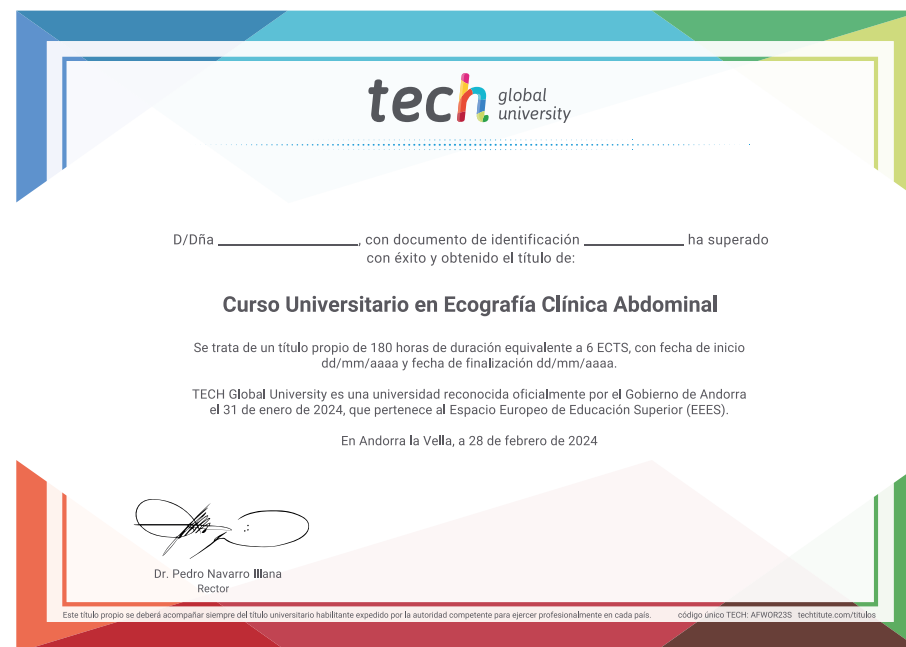 tech global university
D/Dña ____________, con documento de identificación ____________ ha superado
con éxito y obtenido el título de:
Curso Universitario en Ecografía Clínica Abdominal
Se trata de un título propio de 180 horas de duración equivalente a 6 ECTS, con fecha de inicio
dd/mm/aaaa y fecha de finalización dd/mm/aaaa.
TECH Global University es una universidad reconocida oficialmente por el Gobierno de Andorra
el 31 de enero de 2024, que pertenece al Espacio Europeo de Educación Superior (EEES).
En Andorra la Vella, a 28 de febrero de 2024
Dr. Pedro Navarro Illana
Rector
Este título propio se deberá acompañar siempre del título universitario habilitante expedido por la autoridad competente para ejercer profesionalmente en cada país. código único TECH: AFWOR23S techtitute.com/titulos